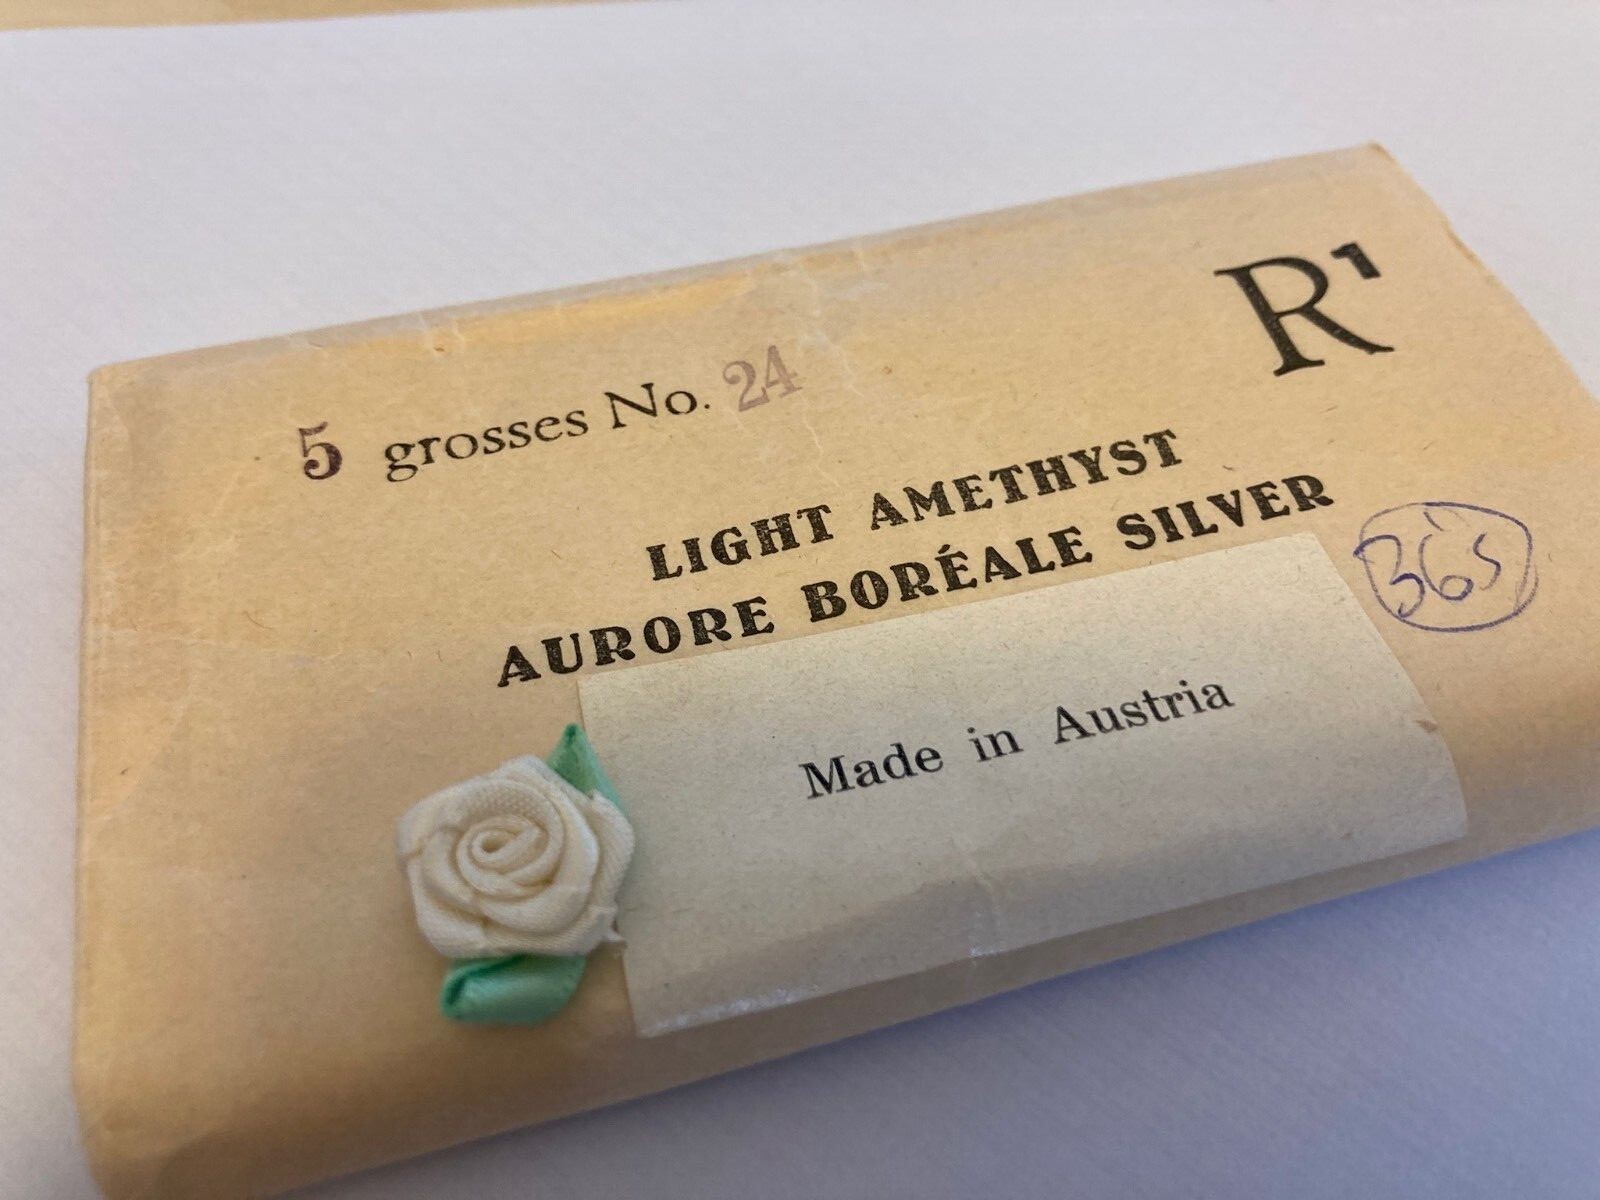 R¹
5 grosses No. 24
LIGHT AMETHYST
AURORE BORÉALE SILVER
365
Made in Austria